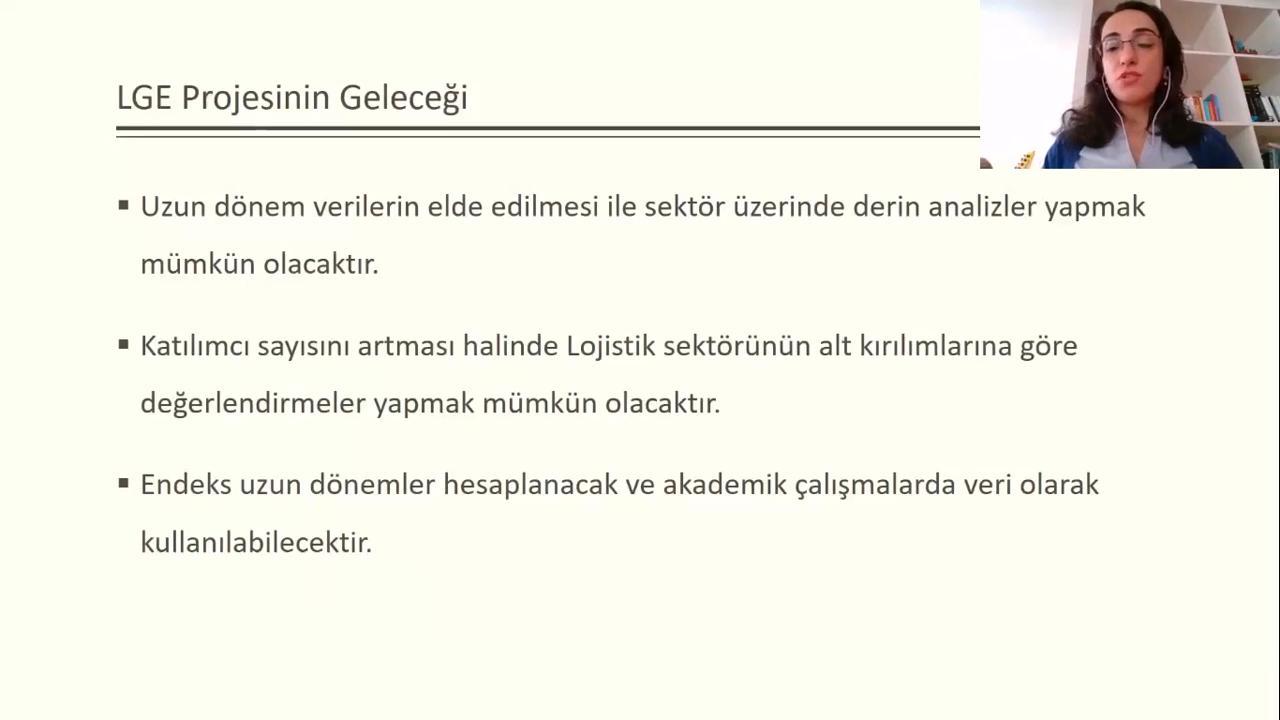 LGE Projesinin Geleceği
▪ Uzun dönem verilerin elde edilmesi ile sektör üzerinde derin analizler yapmak
mümkün olacaktır.
▪ Katılımcı sayısını artması halinde Lojistik sektörünün alt kırılımlarına göre
değerlendirmeler yapmak mümkün olacaktır.
▪ Endeks uzun dönemler hesaplanacak ve akademik çalışmalarda veri olarak
kullanılabilecektir.